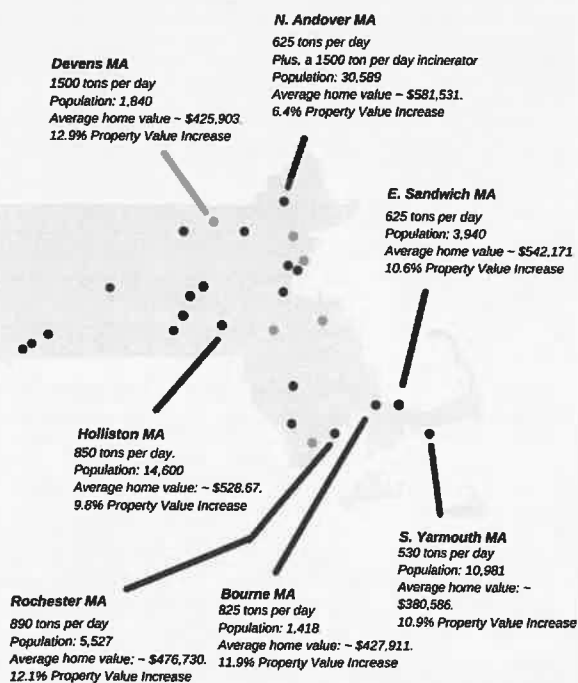 N. Andover MA
625 tons per day
Plus, a 1500 ton per day incinerator
Population: 30,589
Average home value ~ $581,531.
6.4% Property Value Increase
Devens MA
1500 tons per day
Population: 1,840
Average home value ~ $425,903.
12.9% Property Value Increase
E. Sandwich MA
625 tons per day
Population: 3,940
Average home value ~ $542,171
10.6% Property Value Increase
Holliston MA
850 tons per day.
Population: 14,600
Average home value: ~ $528.67.
9.8% Property Value Increase
S. Yarmouth MA
530 tons per day
Population: 10,981
Average home value: ~
$380,586.
10.9% Property Value Increase
Rochester MA
890 tons per day
Population: 5,527
Average home value: ~ $476,730.
12.1% Property Value Increase
Bourne MA
825 tons per day
Population: 1,418
Average home value: ~ $427,911.
11.9% Property Value Increase